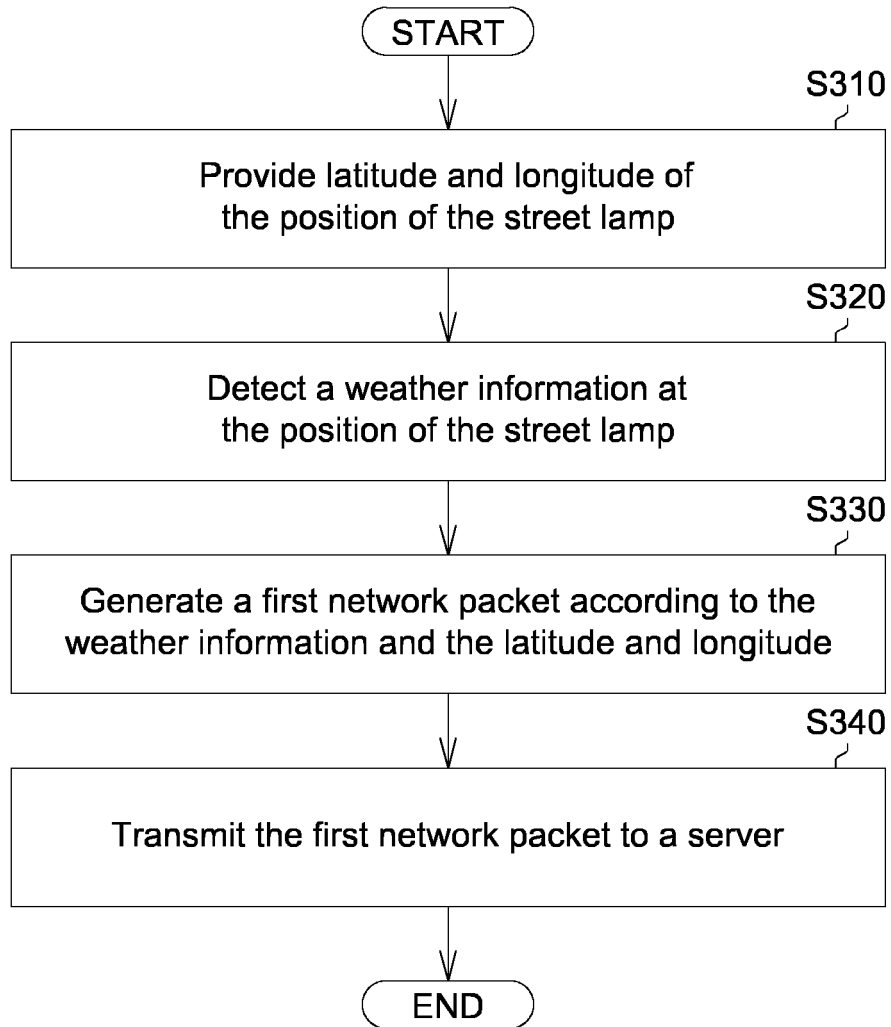 START
S310
Provide latitude and longitude of
the position of the street lamp
S320
Detect a weather information at
the position of the street lamp
S330
Generate a first network packet according to the
weather information and the latitude and longitude
S340
Transmit the first network packet to a server
END